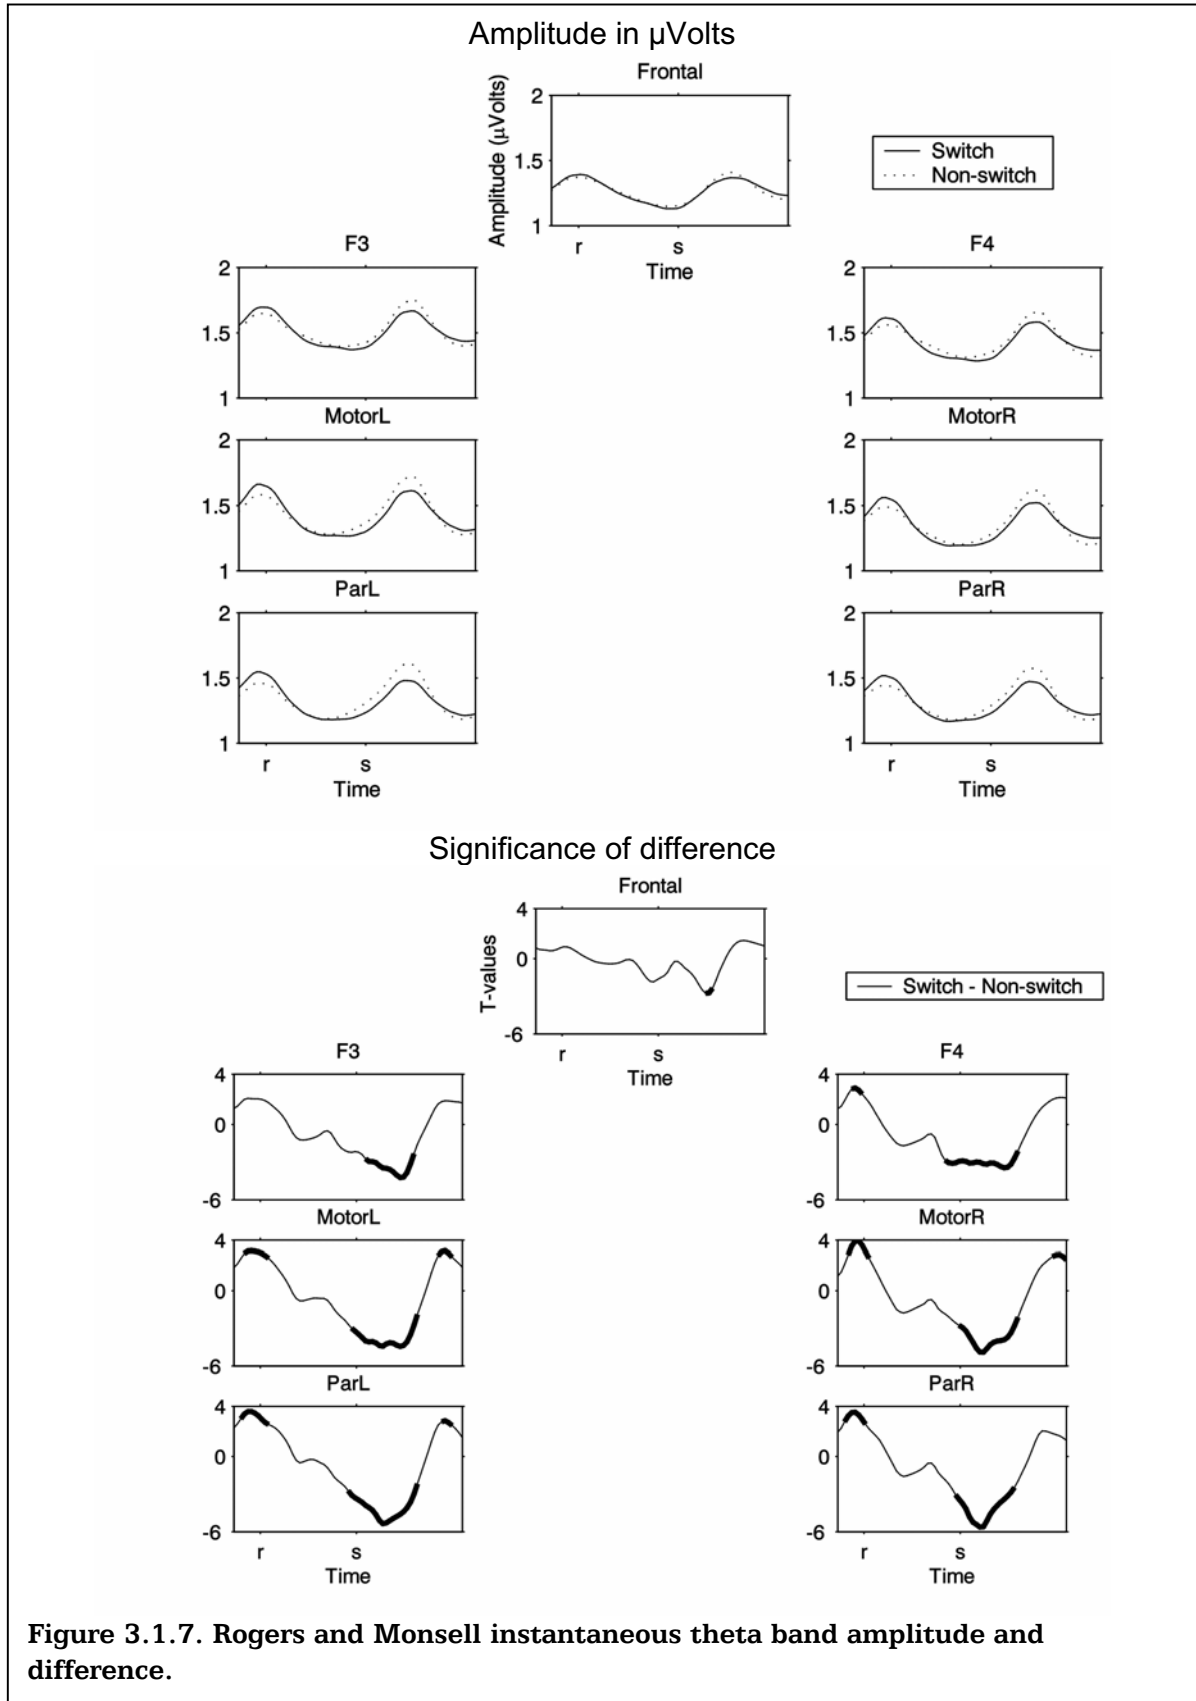 Amplitude in µVolts
Frontal
Amplitude (µVolts)
2
1.5
1
r s
Time
Switch
Non-switch
F3
2
1.5
1
F4
2
1.5
1
MotorL
2
1.5
1
MotorR
2
1.5
1
ParL
2
1.5
1
r s
Time
ParR
2
1.5
1
r s
Time
Significance of difference
Frontal
T-values
4
0
-6
r s
Time
Switch - Non-switch
F3
4
0
-6
F4
4
0
-6
MotorL
4
0
-6
MotorR
4
0
-6
ParL
4
0
-6
r s
Time
ParR
4
0
-6
r s
Time
Figure 3.1.7. Rogers and Monsell instantaneous theta band amplitude and
difference.